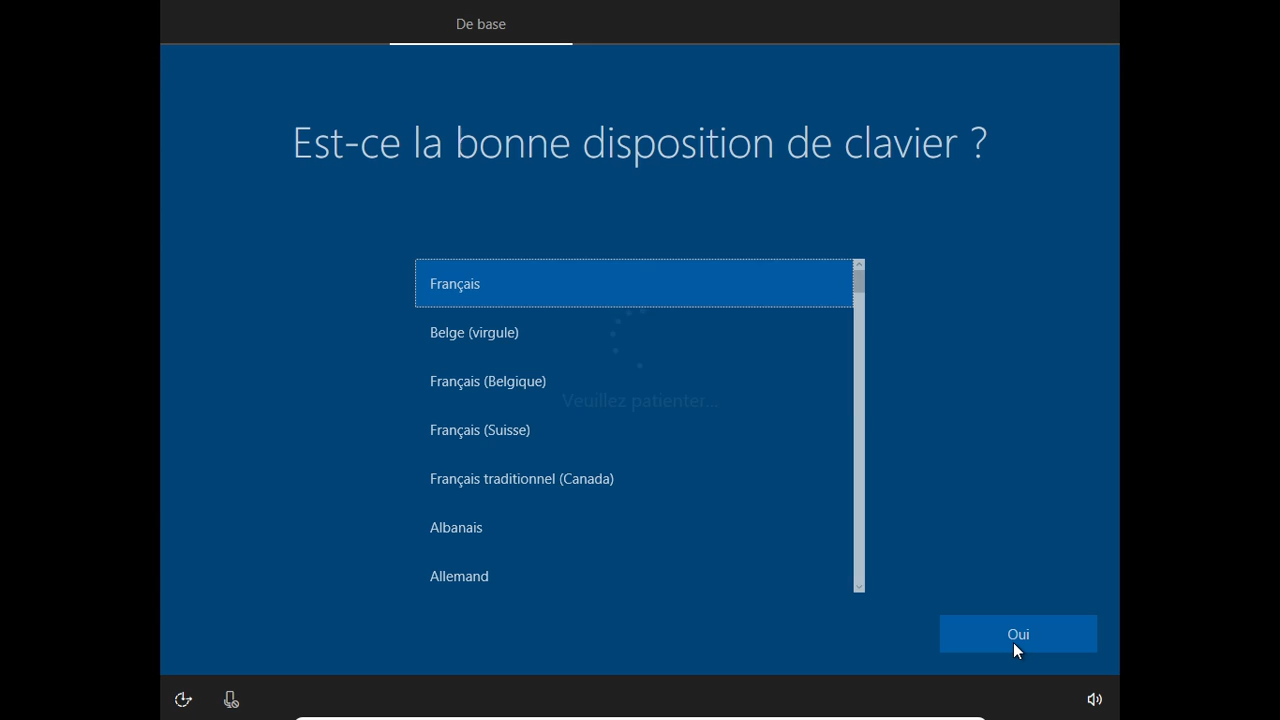 De base
Est-ce la bonne disposition de clavier ?
Français
Belge (virgule)
Français (Belgique)
Veuillez patienter...
Français (Suisse)
Français traditionnel (Canada)
Albanais
Allemand
Oui